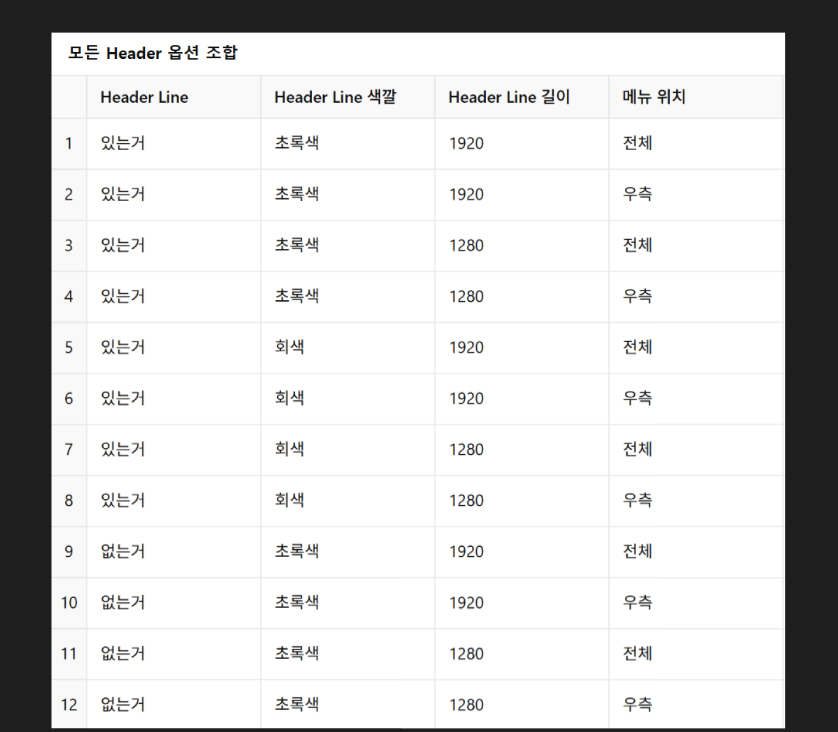 모든 Header 옵션 조합
Header Line Header Line 색깔 Header Line 길이 메뉴 위치
1 있는거 초록색 1920 전체
2 있는거 초록색 1920 우측
3 있는거 초록색 1280 전체
4 있는거 초록색 1280 우측
5 있는거 회색 1920 전체
6 있는거 회색 1920 우측
7 있는거 회색 1280 전체
8 있는거 회색 1280 우측
9 없는거 초록색 1920 전체
10 없는거 초록색 1920 우측
11 없는거 초록색 1280 전체
12 없는거 초록색 1280 우측